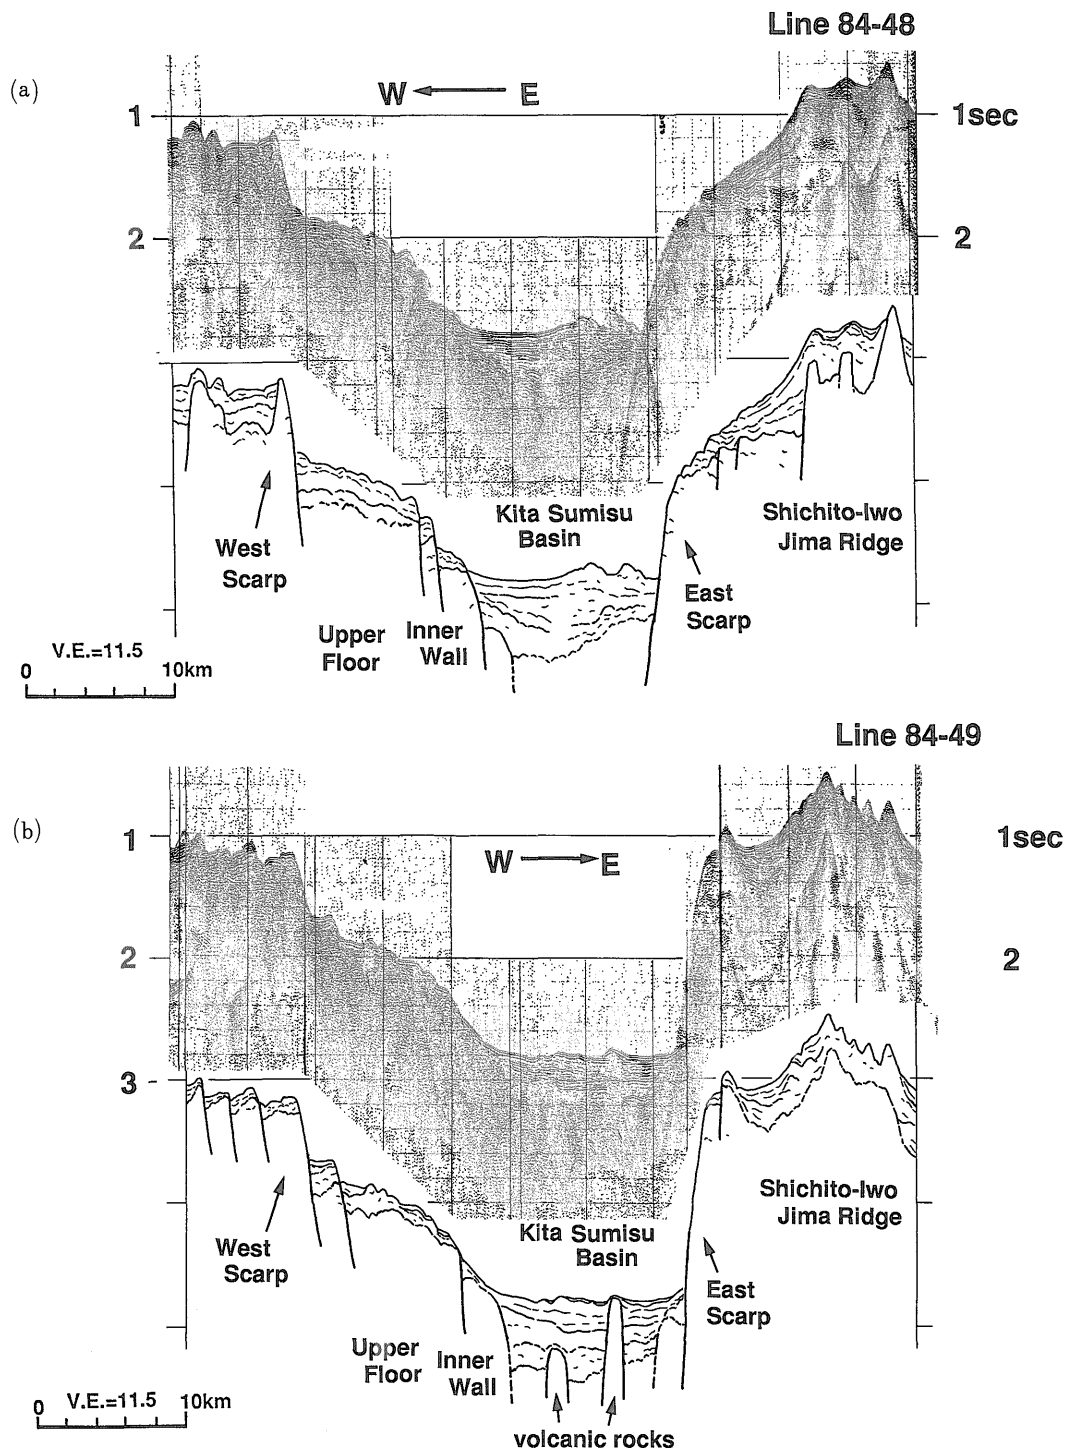 Line 84-48
(a)
W E
1 1sec
2 2
Kita Sumisu
Basin
Shichito-Iwo
Jima Ridge
West
Scarp
East
Scarp
Upper
Floor
Inner
Wall
V.E.=11.5
0 10km
Line 84-49
(b)
1 1sec
W E
2 2
3
Shichito-Iwo
Jima Ridge
Kita Sumisu
Basin
West
Scarp
East
Scarp
Upper
Floor
Inner
Wall
0 V.E.=11.5 10km
volcanic rocks